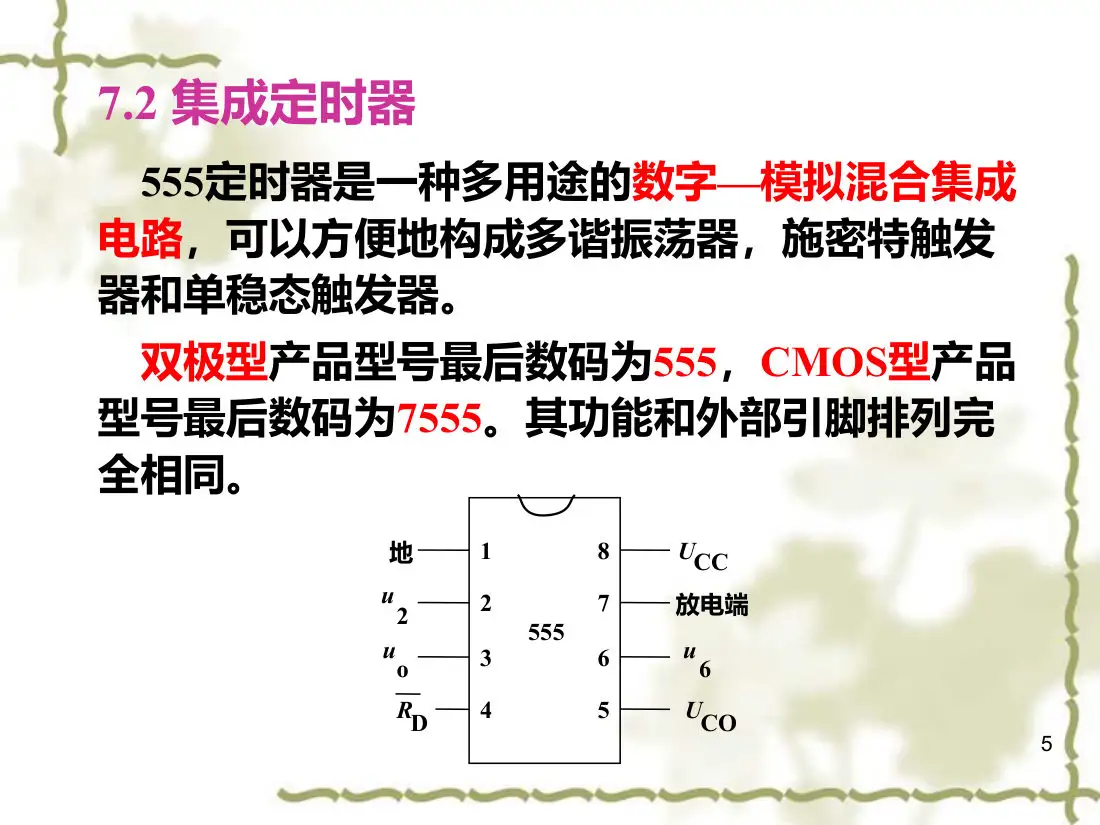 7.2 集成定时器
555定时器是一种多用途的数字—模拟混合集成
电路，可以方便地构成多谐振荡器，施密特触发
器和单稳态触发器。
双极型产品型号最后数码为555，CMOS型产品
型号最后数码为7555。其功能和外部引脚排列完
全相同。
地 1 8 UCC
u2 2 7 放电端
555
uo 3 6 u6
R̅D 4 5 UCO
5